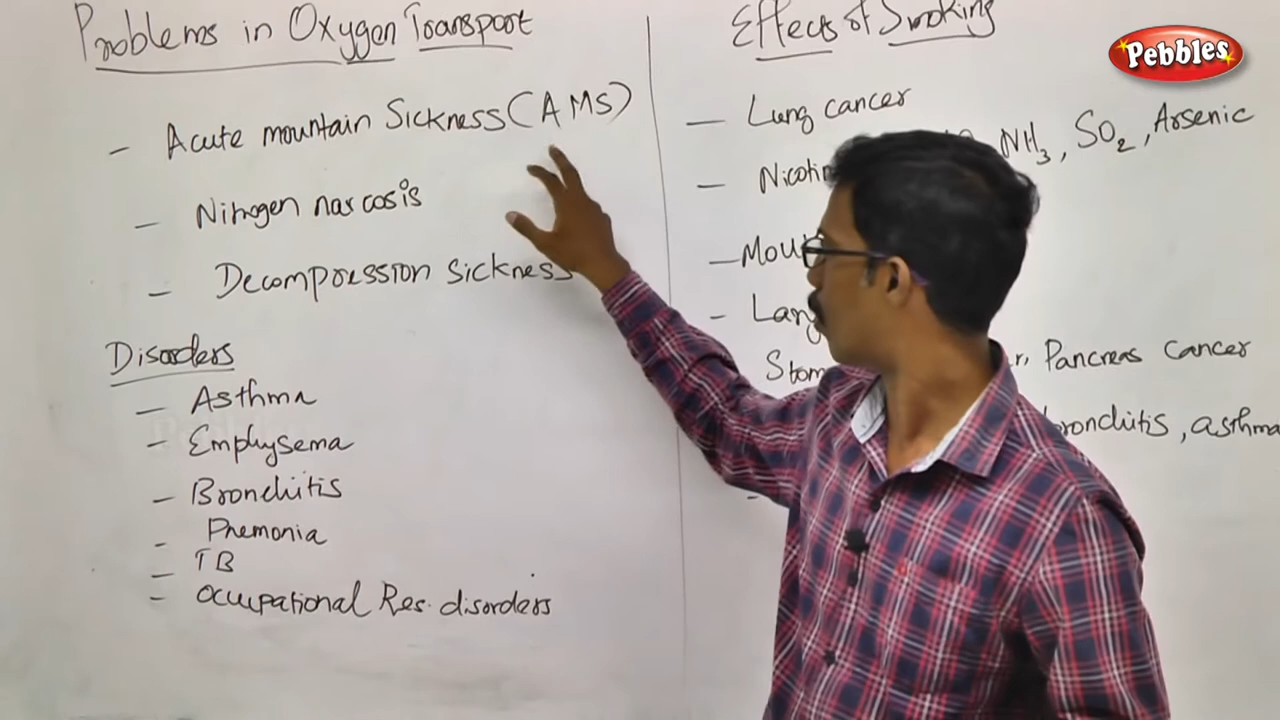 Problems in Oxygen Transport
- Acute mountain Sickness (AMS)
- Nitrogen narcosis
- Decompression Sickness
Disorders
- Asthma
- Emphysema
- Bronchitis
- Pnemonia
- TB
- Occupational Res. disorders
Effects of Smoking
- Lung cancer
- NH3, SO2, Arsenic
-
-
Pancreas cancer
bronchitis, asthma
-
Pebbles